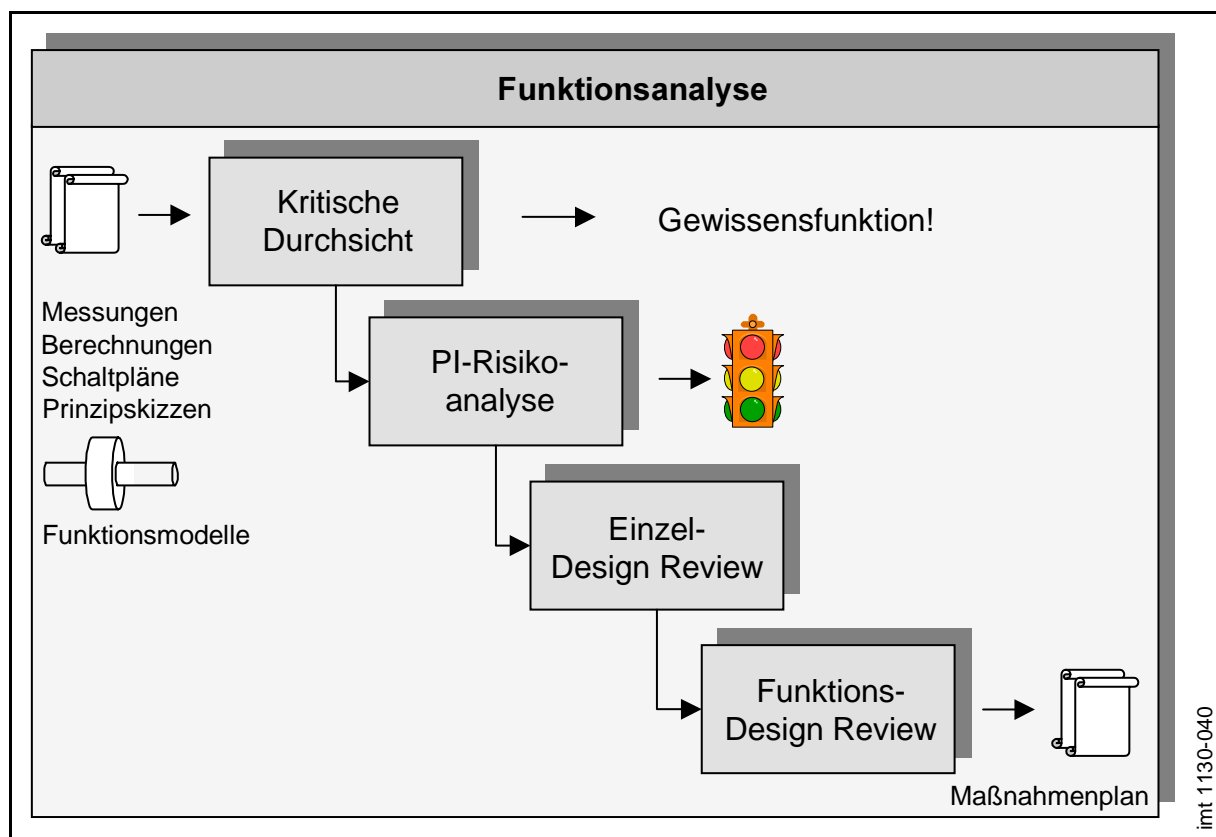 Funktionsanalyse
Kritische
Durchsicht
Gewissensfunktion!
Messungen
Berechnungen
Schaltpläne
Prinzipskizzen
Funktionsmodelle
PI-Risiko-
analyse
Einzel-
Design Review
Funktions-
Design Review
Maßnahmenplan
imt 1130-040